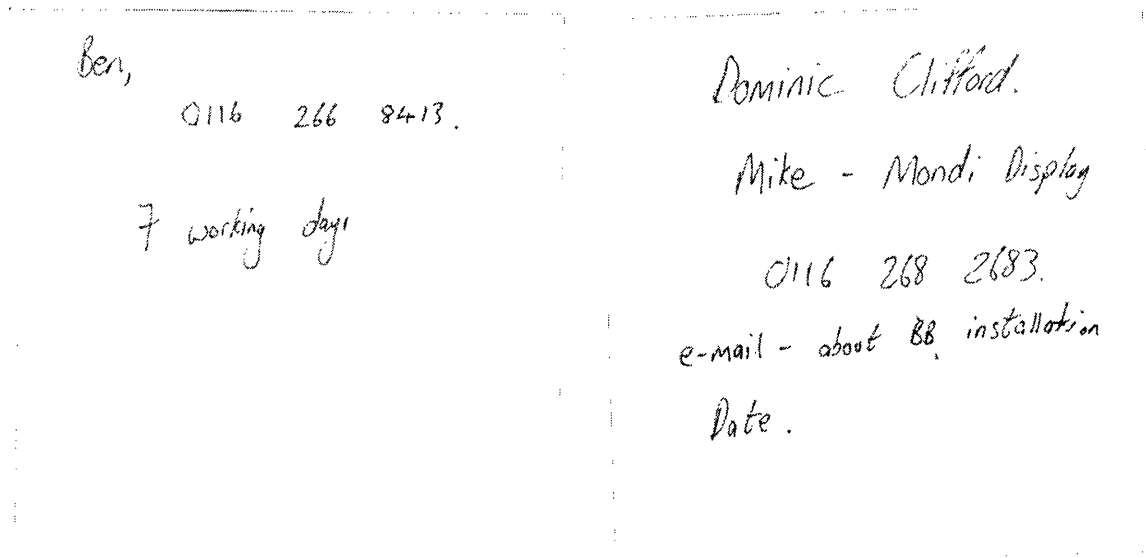 Ben,
0116 266 8413.
7 working days
Dominic Clifford.
Mike - Mondi Display
0116 268 2683.
e-mail - about BB installation
Date.